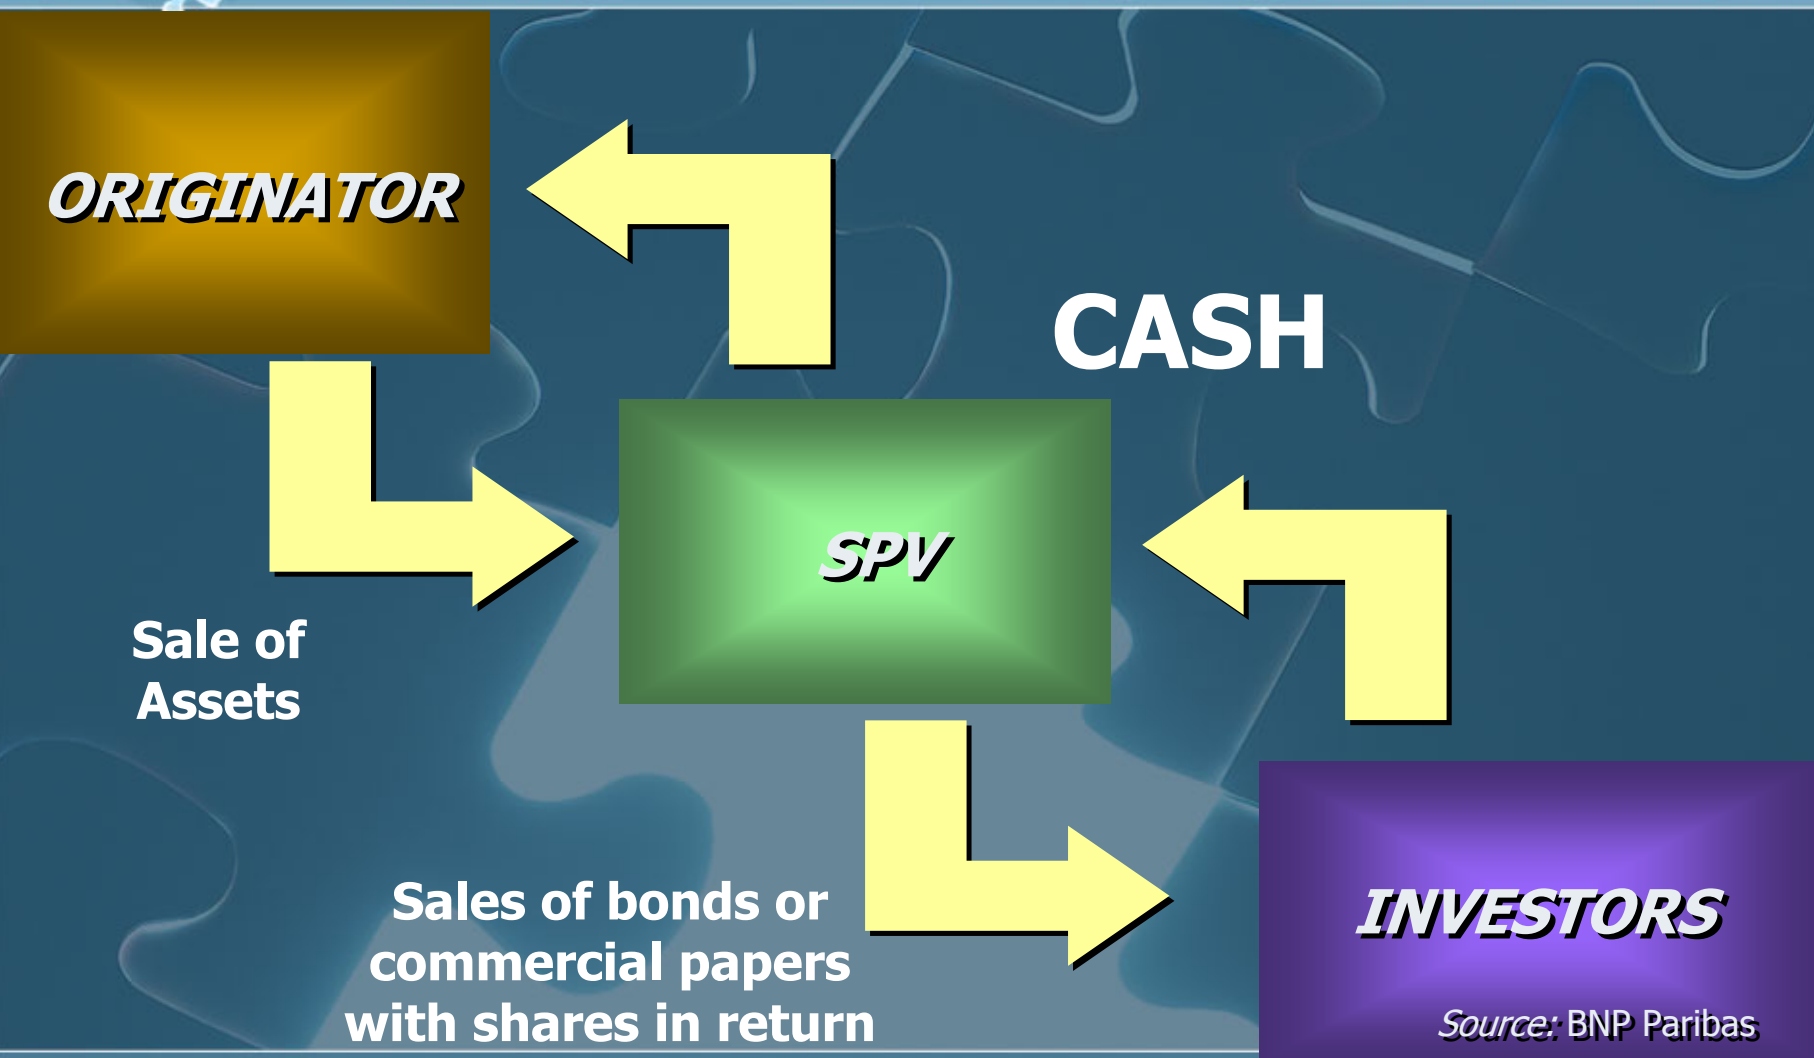 ORIGINATOR
CASH
SPV
Sale of
Assets
Sales of bonds or
commercial papers
with shares in return
INVESTORS
Source: BNP Paribas